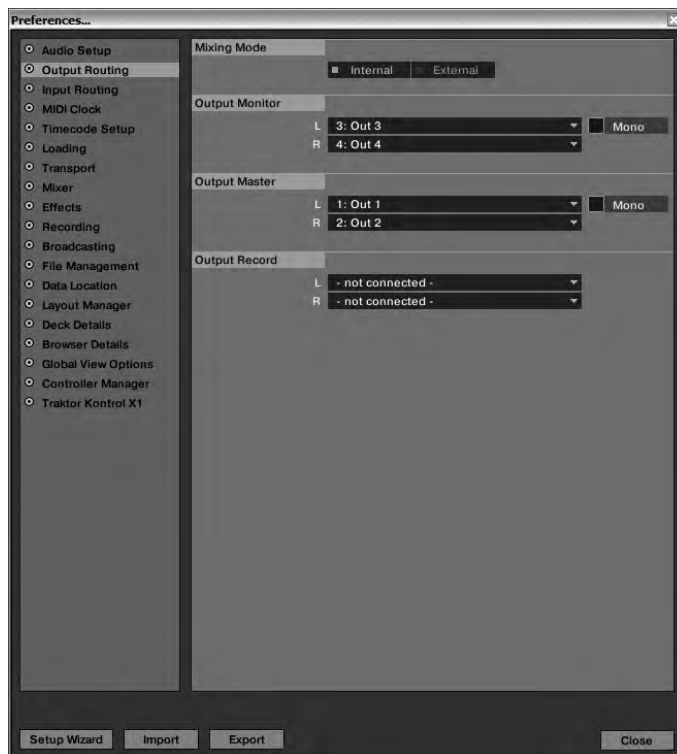 Preferences...
Audio Setup
Output Routing
Input Routing
MIDI Clock
Timecode Setup
Loading
Transport
Mixer
Effects
Recording
Broadcasting
File Management
Data Location
Layout Manager
Deck Details
Browser Details
Global View Options
Controller Manager
Traktor Kontrol X1
Mixing Mode
Internal External
Output Monitor
L 3: Out 3 Mono
R 4: Out 4
Output Master
L 1: Out 1 Mono
R 2: Out 2
Output Record
L - not connected -
R - not connected -
Setup Wizard Import Export Close